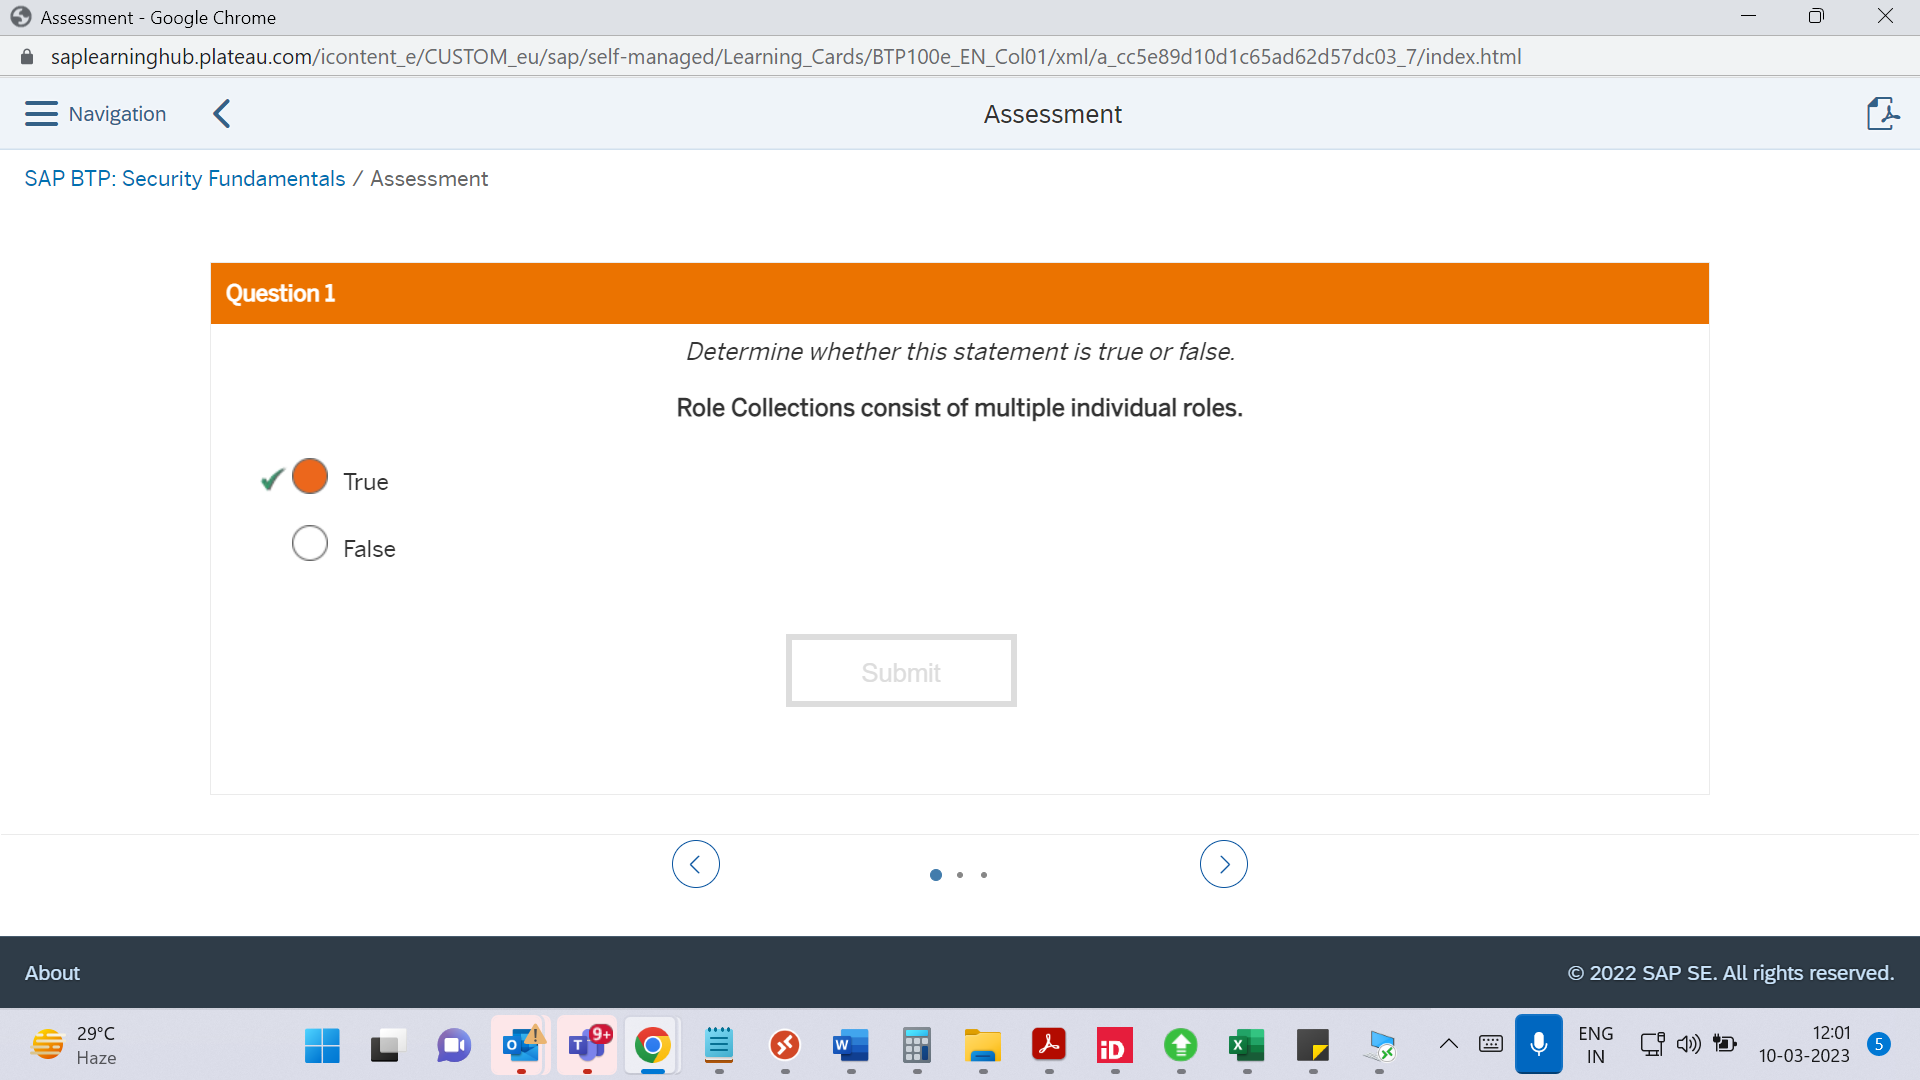 Assessment - Google Chrome
saplearninghub.plateau.com/icontent_e/CUSTOM_eu/sap/self-managed/Learning_Cards/BTP100e_EN_Col01/xml/a_cc5e89d10d1c65ad62d57dc03_7/index.html
Navigation
Assessment
SAP BTP: Security Fundamentals / Assessment
Question 1
Determine whether this statement is true or false.
Role Collections consist of multiple individual roles.
True
False
Submit
About
© 2022 SAP SE. All rights reserved.
29°C
Haze
O
T
9+
W
iD
X
ENG
IN
12:01
10-03-2023
5